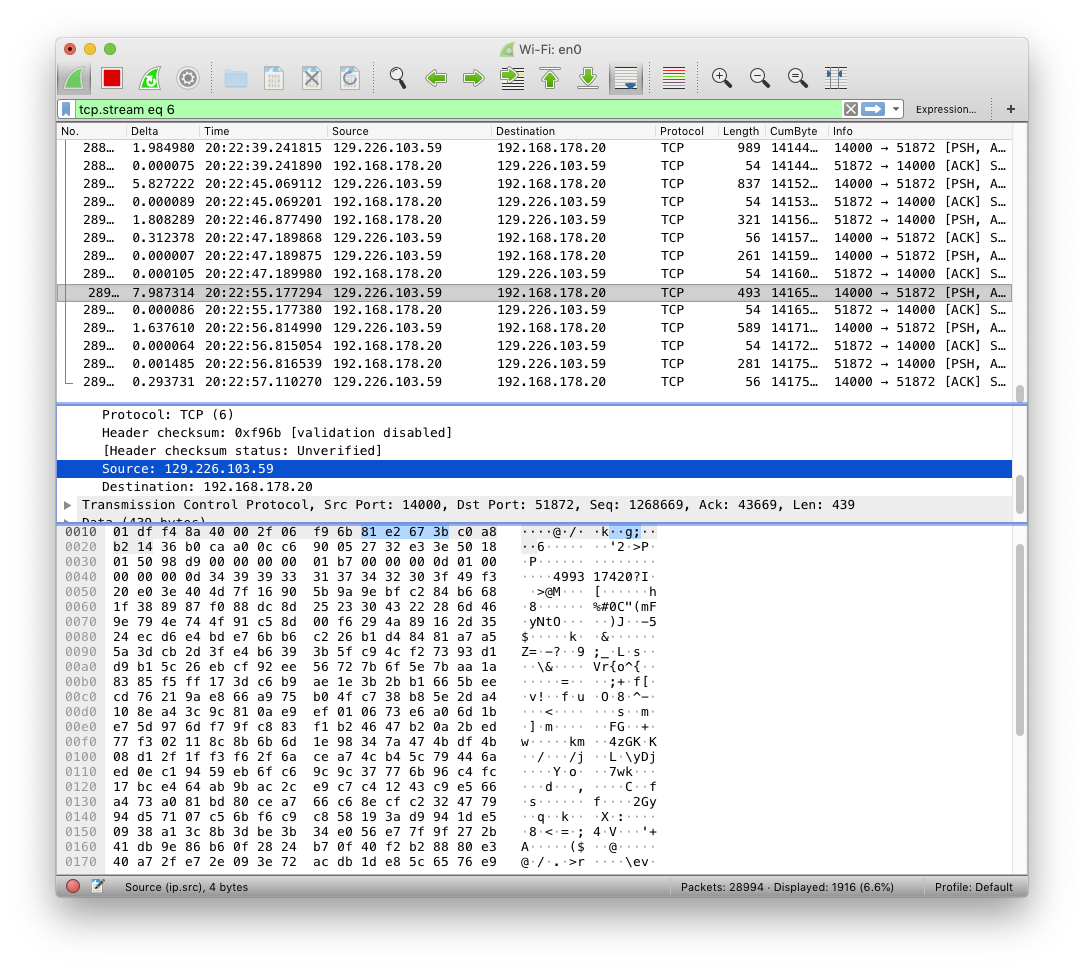 Wi-Fi: en0
tcp.stream eq 6 Expression... +
No. Delta Time Source Destination Protocol Length CumByte Info
288… 1.984980 20:22:39.241815 129.226.103.59 192.168.178.20 TCP 989 14144… 14000 → 51872 [PSH, A…
288… 0.000075 20:22:39.241890 192.168.178.20 129.226.103.59 TCP 54 14144… 51872 → 14000 [ACK] S…
289… 5.827222 20:22:45.069112 129.226.103.59 192.168.178.20 TCP 837 14152… 14000 → 51872 [PSH, A…
289… 0.000089 20:22:45.069201 192.168.178.20 129.226.103.59 TCP 54 14153… 51872 → 14000 [ACK] S…
289… 1.808289 20:22:46.877490 192.168.178.20 129.226.103.59 TCP 321 14156… 51872 → 14000 [PSH, A…
289… 0.312378 20:22:47.189868 129.226.103.59 192.168.178.20 TCP 56 14157… 14000 → 51872 [ACK] S…
289… 0.000007 20:22:47.189875 129.226.103.59 192.168.178.20 TCP 261 14159… 14000 → 51872 [PSH, A…
289… 0.000105 20:22:47.189980 192.168.178.20 129.226.103.59 TCP 54 14160… 51872 → 14000 [ACK] S…
289… 7.987314 20:22:55.177294 129.226.103.59 192.168.178.20 TCP 493 14165… 14000 → 51872 [PSH, A…
289… 0.000086 20:22:55.177380 192.168.178.20 129.226.103.59 TCP 54 14165… 51872 → 14000 [ACK] S…
289… 1.637610 20:22:56.814990 129.226.103.59 192.168.178.20 TCP 589 14171… 14000 → 51872 [PSH, A…
289… 0.000064 20:22:56.815054 192.168.178.20 129.226.103.59 TCP 54 14172… 51872 → 14000 [ACK] S…
289… 0.001485 20:22:56.816539 192.168.178.20 129.226.103.59 TCP 281 14175… 51872 → 14000 [PSH, A…
289… 0.293731 20:22:57.110270 129.226.103.59 192.168.178.20 TCP 56 14175… 14000 → 51872 [ACK] S…
Protocol: TCP (6)
Header checksum: 0xf96b [validation disabled]
[Header checksum status: Unverified]
Source: 129.226.103.59
Destination: 192.168.178.20
Transmission Control Protocol, Src Port: 14000, Dst Port: 51872, Seq: 1268669, Ack: 43669, Len: 439
Data (439 bytes)
0010 01 df f4 8a 40 00 2f 06 f9 6b 81 e2 67 3b c0 a8 ····@·/· ·k··g;··
0020 b2 14 36 b0 ca a0 0c c6 90 05 27 32 e3 3e 50 18 ··6····· ··'2·>P·
0030 01 50 98 d9 00 00 00 00 01 b7 00 00 00 0d 01 00 ·P······ ········
0040 00 00 00 0d 34 39 39 33 31 37 34 32 30 3f 49 f3 ····4993 17420?I·
0050 20 e0 3e 40 4d 7f 16 90 5b 9a 9e bf c2 84 b6 68 ·>@M··· [······h
0060 1f 38 89 87 f0 88 dc 8d 25 23 30 43 22 28 6d 46 ·8······ %#0C"(mF
0070 9e 79 4e 74 4f 91 c5 8d 00 f6 29 4a 89 16 2d 35 ·yNtO··· ··)J··-5
0080 24 ec d6 e4 bd e7 6b b6 c2 26 b1 d4 84 81 a7 a5 $·····k· ·&······
0090 5a 3d cb 2d 3f e4 b6 39 3b 5f c9 4c f2 73 93 d1 Z=·-?··9 ;_·L·s··
00a0 d9 b1 5c 26 eb cf 92 ee 56 72 7b 6f 5e 7b aa 1a ··\&···· Vr{o^{··
00b0 83 85 f5 ff 17 3d c6 b9 ae 1e 3b 2b b1 66 5b ee ·····=·· ··;+·f[·
00c0 cd 76 21 9a e8 66 a9 75 b0 4f c7 38 b8 5e 2d a4 ·v!··f·u ·O·8·^-·
00d0 10 8e a4 3c 9c 81 0a e9 ef 01 06 73 e6 a0 6d 1b ···<···· ···s··m·
00e0 e7 5d 97 6d f7 9f c8 83 f1 b2 46 47 b2 0a 2b ed ·]·m···· ··FG··+·
00f0 77 f3 02 11 8c 8b 6b 6d 1e 98 34 7a 47 4b df 4b w·····km ··4zGK·K
0100 08 d1 2f 1f f3 f6 2f 6a ce a7 4c b4 5c 79 44 6a ··/···/j ··L·\yDj
0110 ed 0e c1 94 59 eb 6f c6 9c 9c 37 77 6b 96 c4 fc ····Y·o· ··7wk···
0120 17 bc e4 64 ab 9b ac 2c e9 c7 c4 12 43 c9 e5 66 ···d···, ····C··f
0130 a4 73 a0 81 bd 80 ce a7 66 c6 8e cf c2 32 47 79 ·s······ f····2Gy
0140 94 d5 71 07 c5 6b f6 c9 c8 58 19 3a d9 94 1d e5 ··q··k·· ·X·:····
0150 09 38 a1 3c 8b 3d be 3b 34 e0 56 e7 7f 9f 27 2b ·8·<·=·; 4·V···'+
0160 41 db 9e 86 b6 0f 28 24 b7 0f 40 f2 b2 88 80 e3 A·····($ ··@·····
0170 40 a7 2f e7 2e 09 3e 72 ac db 1d e8 5c 65 76 e9 @·/·.·>r ····\ev·
Source (ip.src), 4 bytes Packets: 28994 · Displayed: 1916 (6.6%) Profile: Default